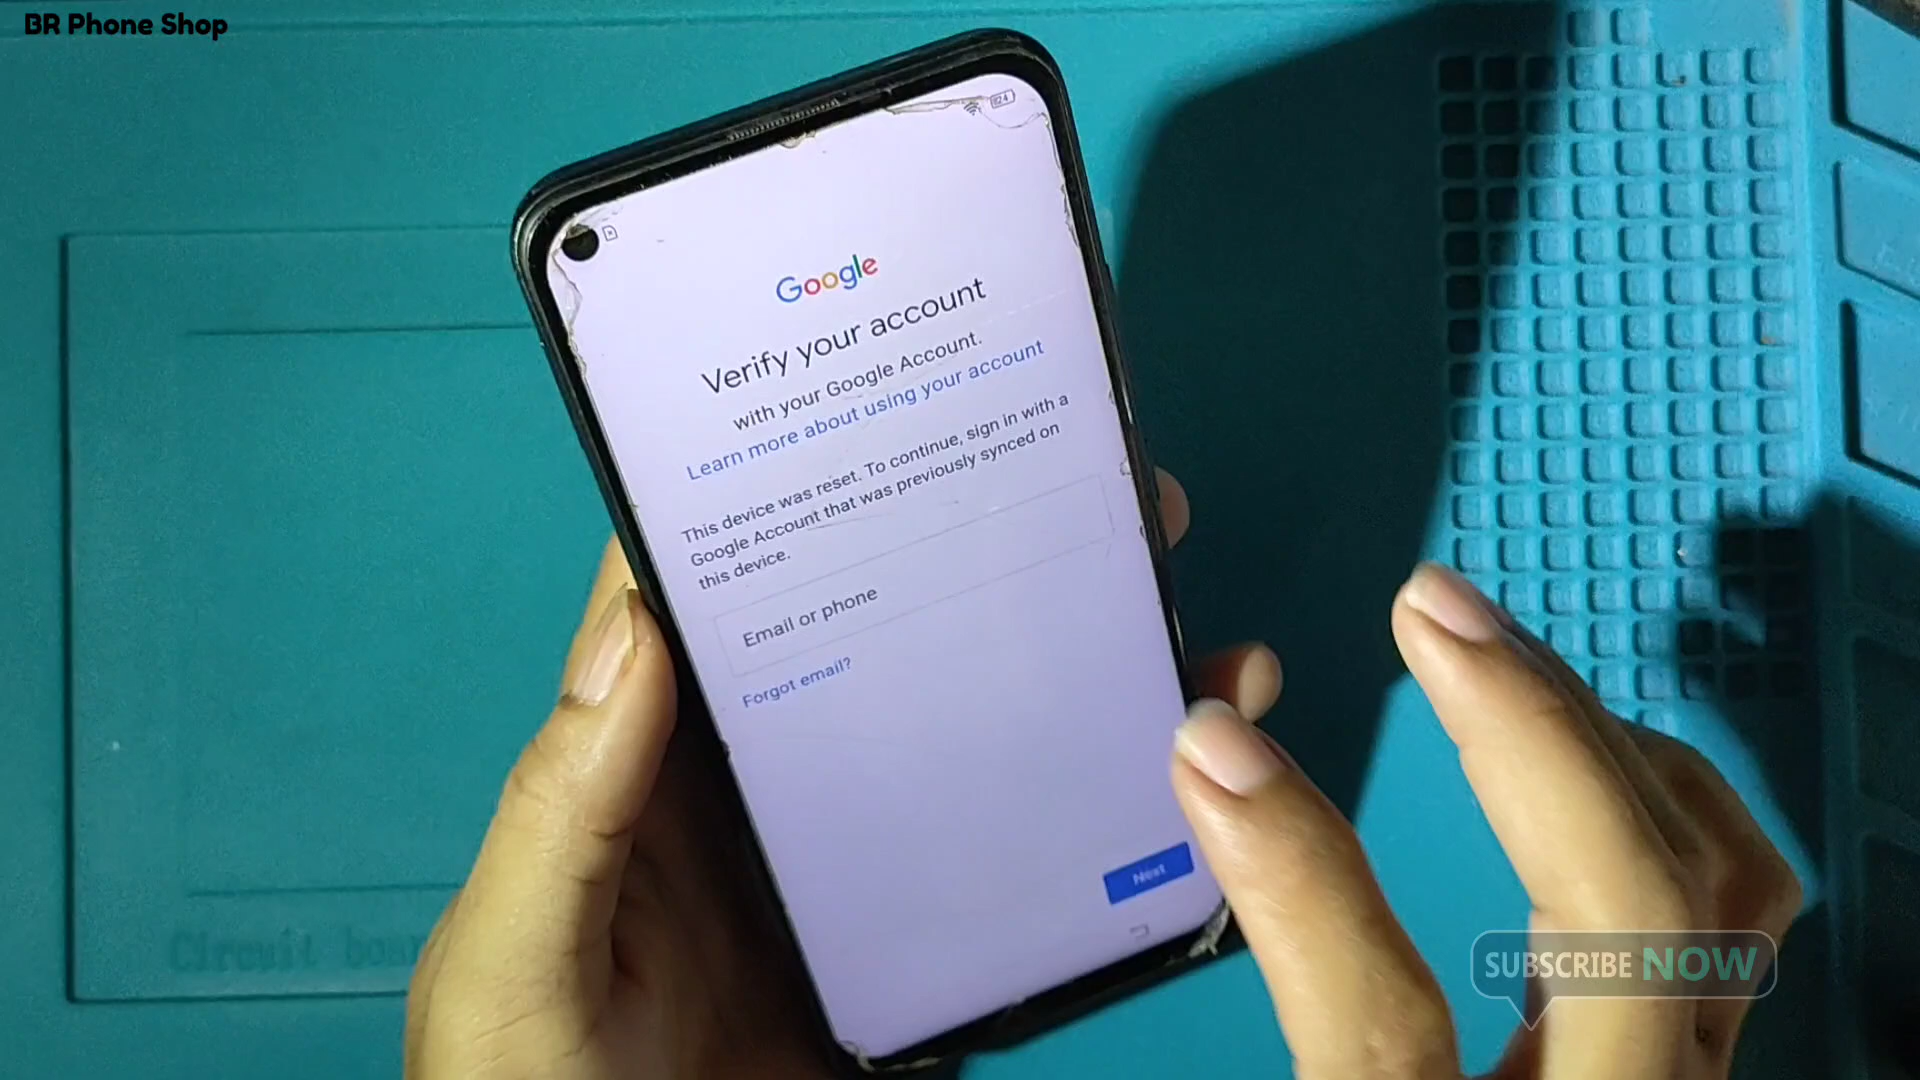 BR Phone Shop
Google
Verify your account
with your Google Account.
Learn more about using your account
This device was reset. To continue, sign in with a
Google Account that was previously synced on
this device.
Email or phone
Forgot email?
Next
SUBSCRIBE NOW
Circuit